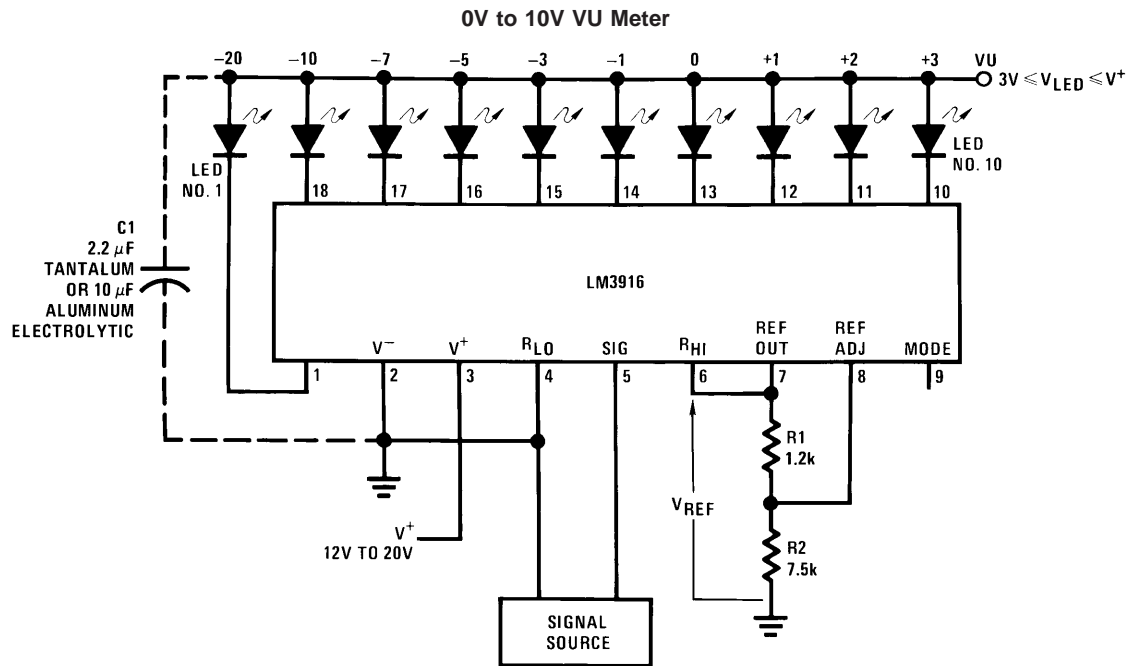 0V to 10V VU Meter
−20 −10 −7 −5 −3 −1 0 +1 +2 +3 VU
3V ≤ V_LED ≤ V⁺
LED
NO. 1
LED
NO. 10
18 17 16 15 14 13 12 11 10
C1
2.2 μF
TANTALUM
OR 10 μF
ALUMINUM
ELECTROLYTIC
LM3916
V⁻ V⁺ R_LO SIG R_HI REF OUT REF ADJ MODE
1 2 3 4 5 6 7 8 9
R1
1.2k
V_REF
R2
7.5k
V⁺
12V TO 20V
SIGNAL
SOURCE